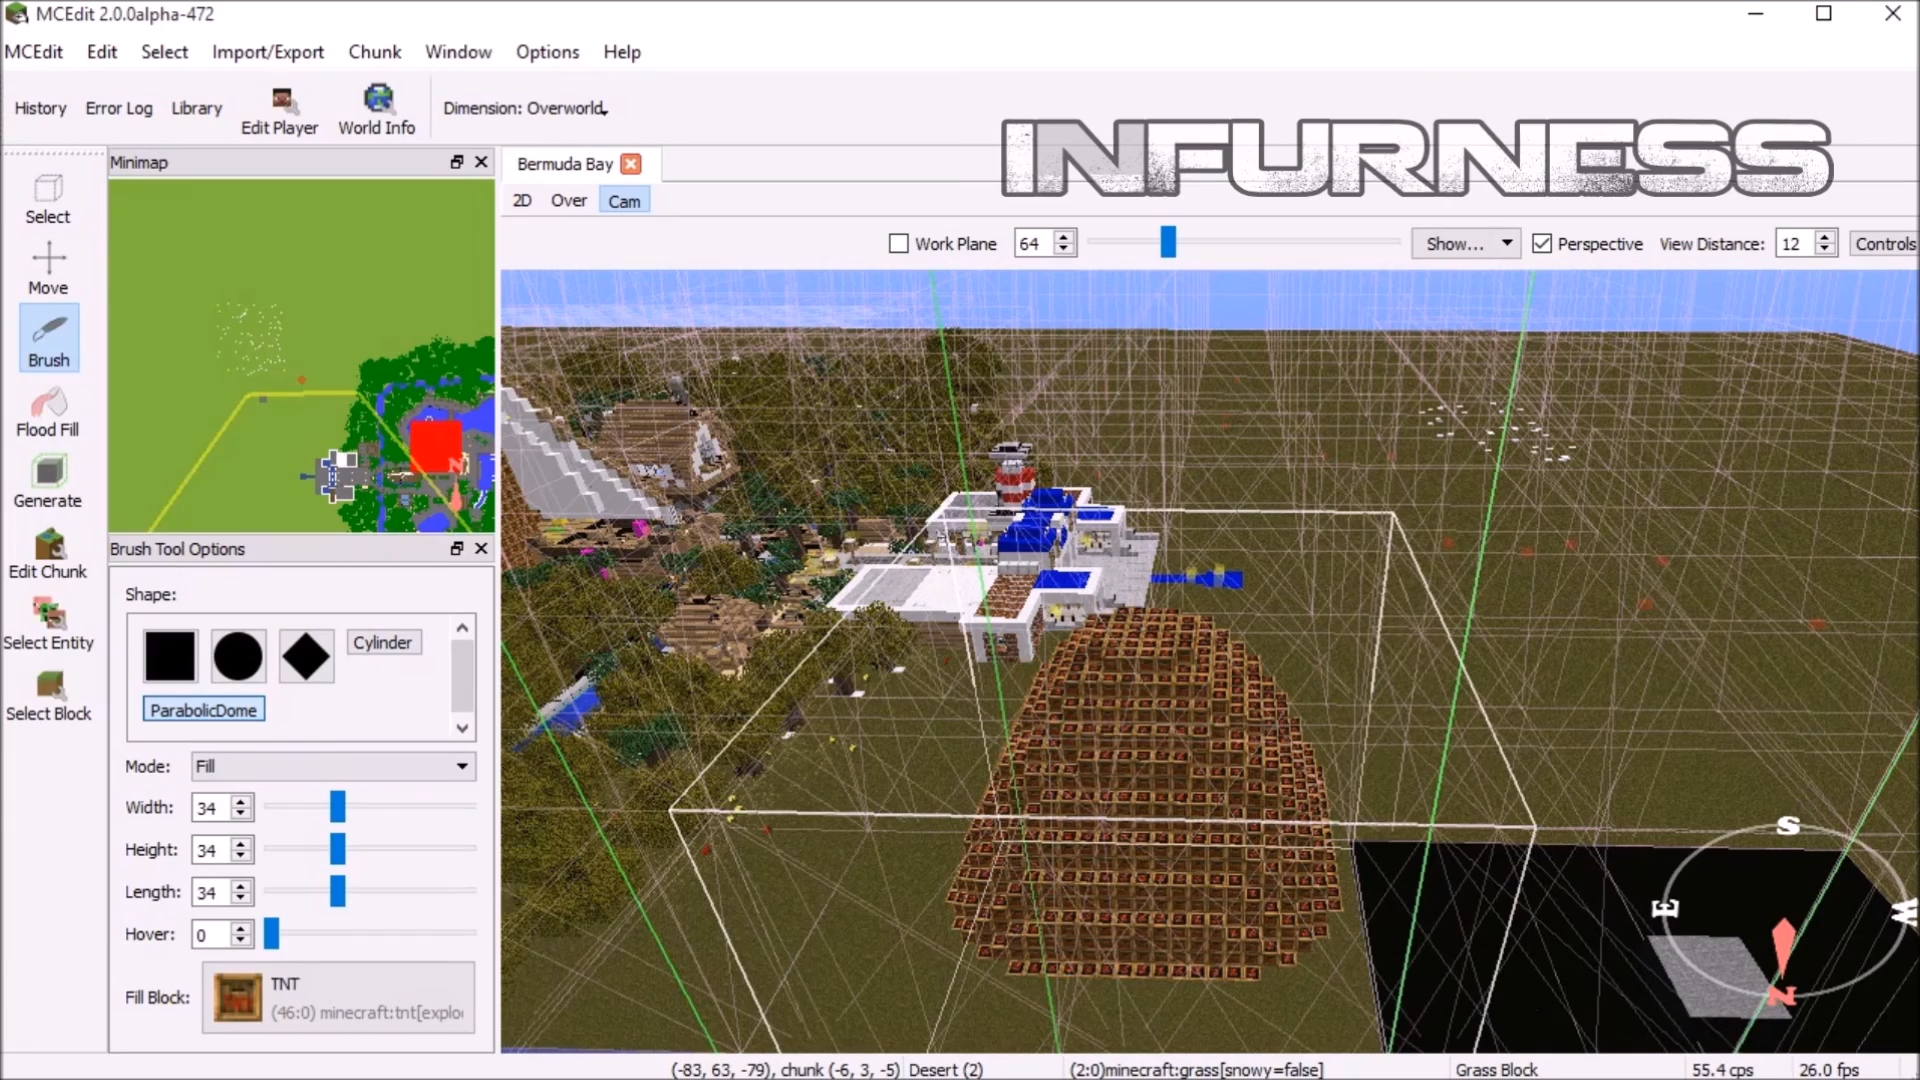 MCEdit 2.0.0alpha-472
MCEdit Edit Select Import/Export Chunk Window Options Help
History Error Log Library Edit Player World Info Dimension: Overworld
INFURNESS
Minimap
Bermuda Bay
2D Over Cam
Work Plane 64 Show... Perspective View Distance: 12 Controls
Select
Move
Brush
Flood Fill
Generate
Edit Chunk
Select Entity
Select Block
N
Brush Tool Options
Shape:
Cylinder
ParabolicDome
Mode: Fill
Width: 34
Height: 34
Length: 34
Hover: 0
Fill Block: TNT
(46:0) minecraft:tnt[explo
S
E
W
N
(-83, 63, -79), chunk (-6, 3, -5) Desert (2) (2:0)minecraft:grass[snowy=false] Grass Block 55.4 cps 26.0 fps